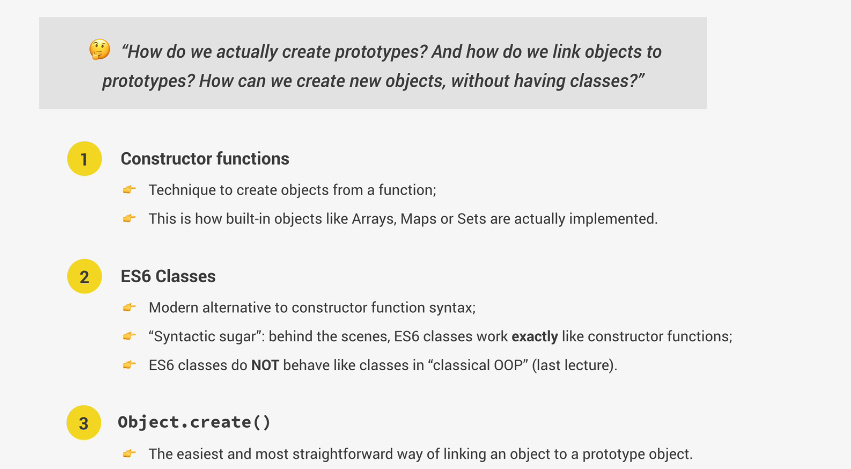 🤔 “How do we actually create prototypes? And how do we link objects to
prototypes? How can we create new objects, without having classes?”
1 Constructor functions
👉 Technique to create objects from a function;
👉 This is how built-in objects like Arrays, Maps or Sets are actually implemented.
2 ES6 Classes
👉 Modern alternative to constructor function syntax;
👉 “Syntactic sugar”: behind the scenes, ES6 classes work exactly like constructor functions;
👉 ES6 classes do NOT behave like classes in “classical OOP” (last lecture).
3 Object.create()
👉 The easiest and most straightforward way of linking an object to a prototype object.